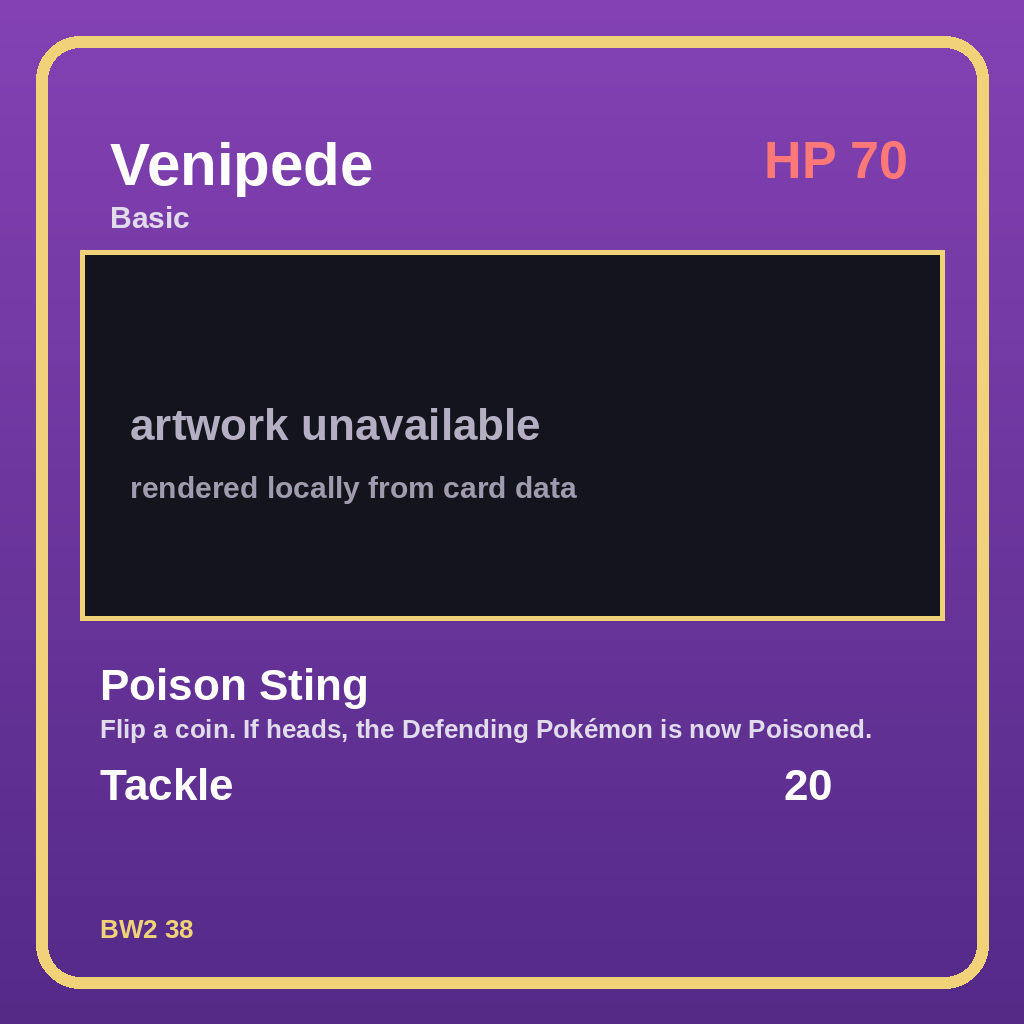 Venipede
HP 70
Basic
artwork unavailable
rendered locally from card data
Poison Sting
Flip a coin. If heads, the Defending Pokémon is now Poisoned.
Tackle 20
BW2 38